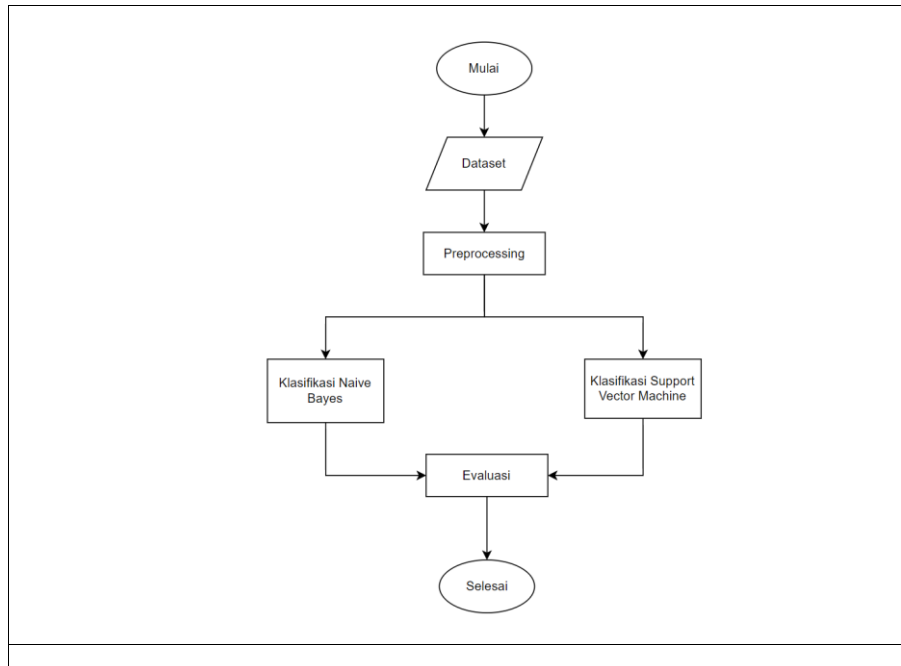 Mulai
Dataset
Preprocessing
Klasifikasi Naive
Bayes
Klasifikasi Support
Vector Machine
Evaluasi
Selesai